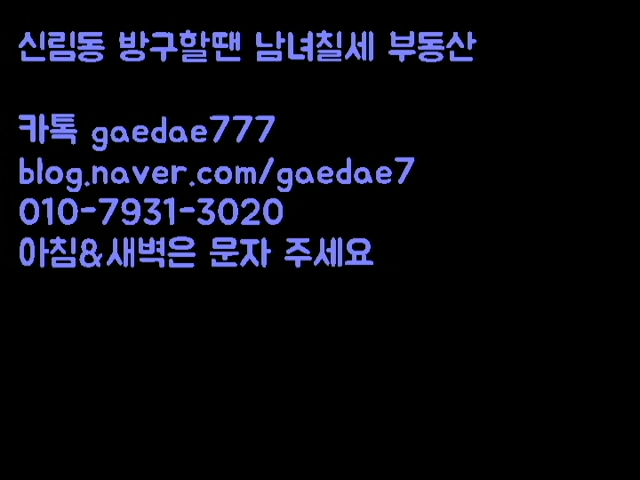 신림동 방구할땐 남녀칠세 부동산
카톡 gaedae777
blog.naver.com/gaedae7
010-7931-3020
아침&새벽은 문자 주세요